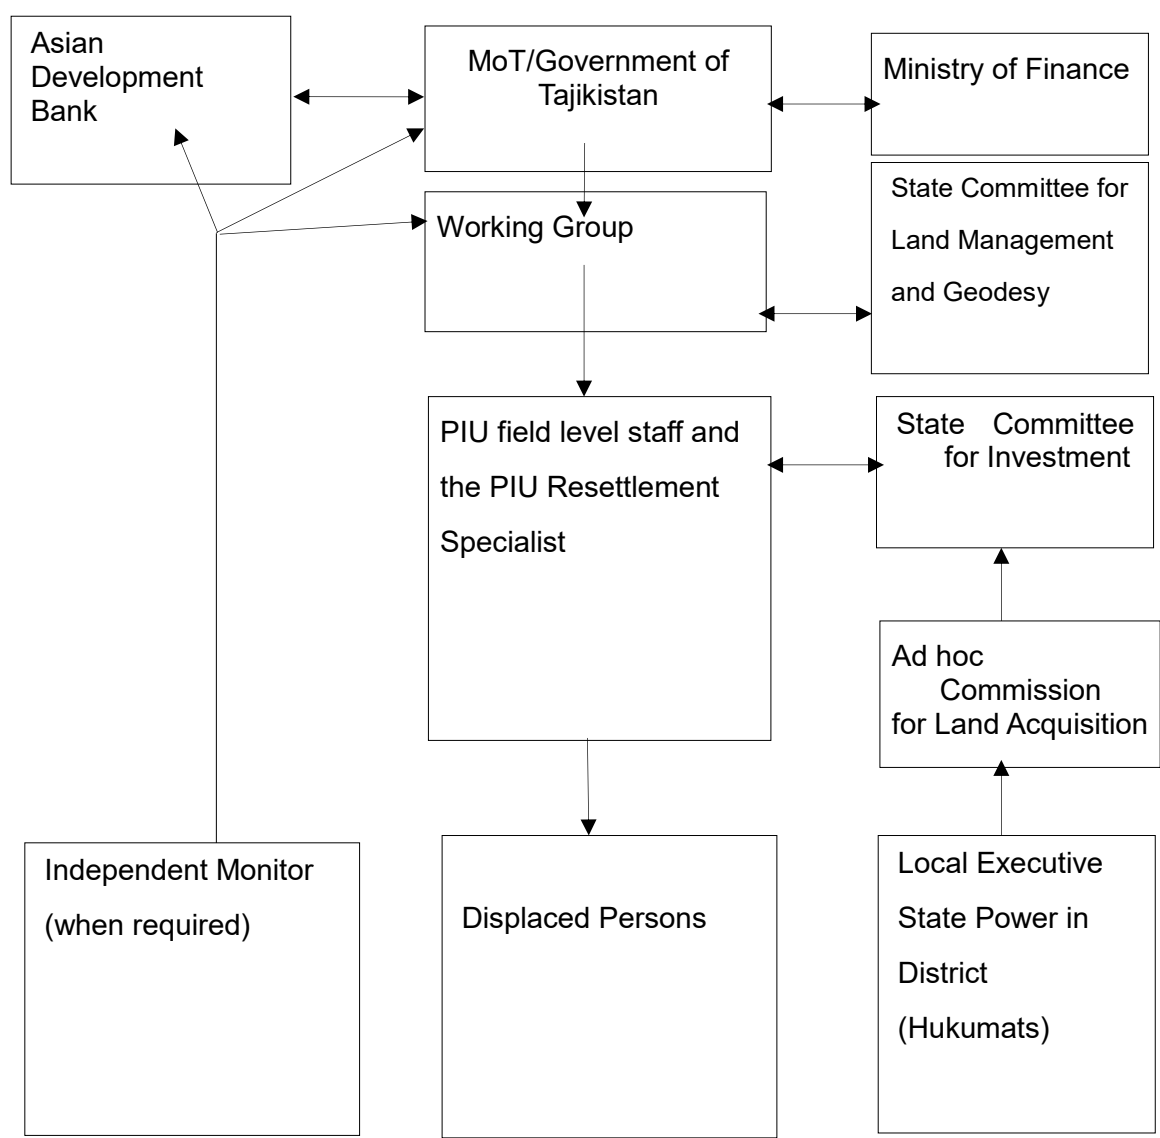 Asian
Development
Bank
MoT/Government of
Tajikistan
Ministry of Finance
State Committee for
Land Management
and Geodesy
Working Group
PIU field level staff and
the PIU Resettlement
Specialist
State Committee
for Investment
Ad hoc
Commission
for Land Acquisition
Independent Monitor
(when required)
Displaced Persons
Local Executive
State Power in
District
(Hukumats)